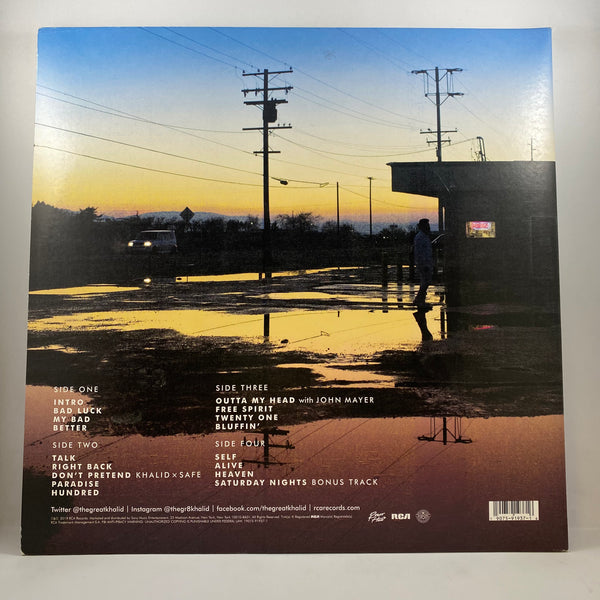 SIDE ONE
INTRO
BAD LUCK
MY BAD
BETTER
SIDE TWO
TALK
RIGHT BACK
DON'T PRETEND KHALID × SAFE
PARADISE
HUNDRED
SIDE THREE
OUTTA MY HEAD with JOHN MAYER
FREE SPIRIT
TWENTY ONE
BLUFFIN'
SIDE FOUR
SELF
ALIVE
HEAVEN
SATURDAY NIGHTS BONUS TRACK
Twitter @thegreatkhalid | Instagram @thegr8khalid | facebook.com/thegreatkhalid | rcarecords.com
RCA